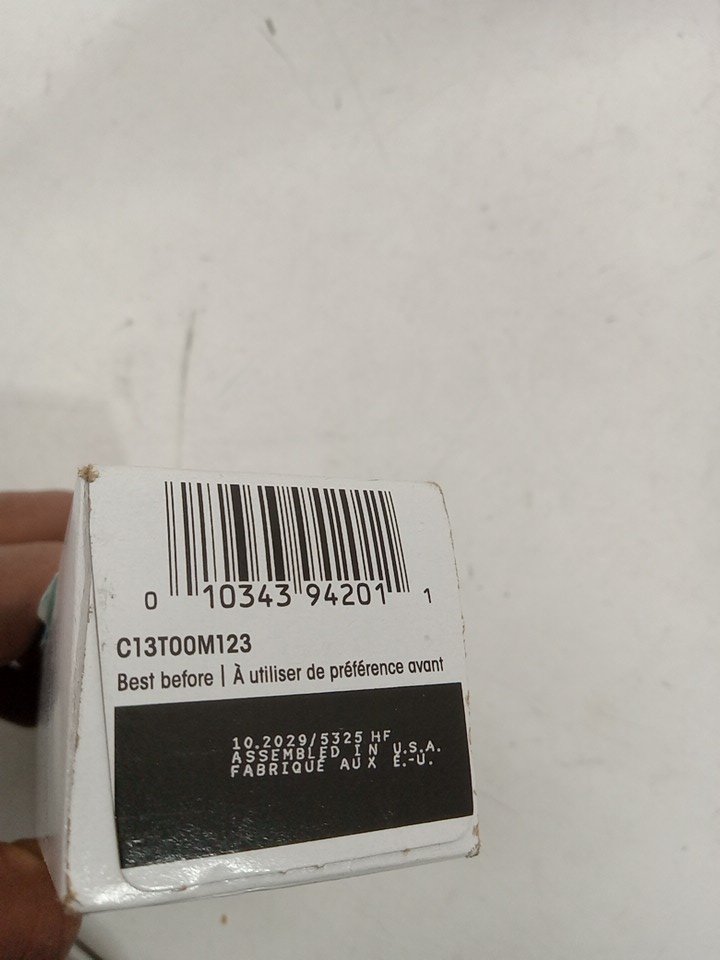 0 10343 94201 1
C13T00M123
Best before | À utiliser de préférence avant
10.2029/5325 HF
ASSEMBLED IN U.S.A.
FABRIQUÉ AUX É.-U.